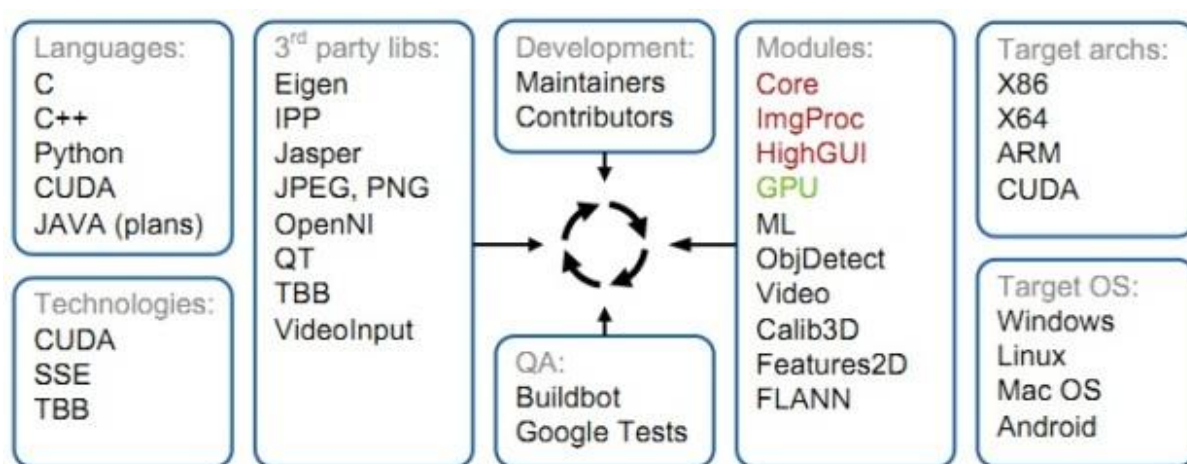 Languages:
C
C++
Python
CUDA
JAVA (plans)
Technologies:
CUDA
SSE
TBB
3rd party libs:
Eigen
IPP
Jasper
JPEG, PNG
OpenNI
QT
TBB
VideoInput
Development:
Maintainers
Contributors
QA:
Buildbot
Google Tests
Modules:
Core
ImgProc
HighGUI
GPU
ML
ObjDetect
Video
Calib3D
Features2D
FLANN
Target archs:
X86
X64
ARM
CUDA
Target OS:
Windows
Linux
Mac OS
Android